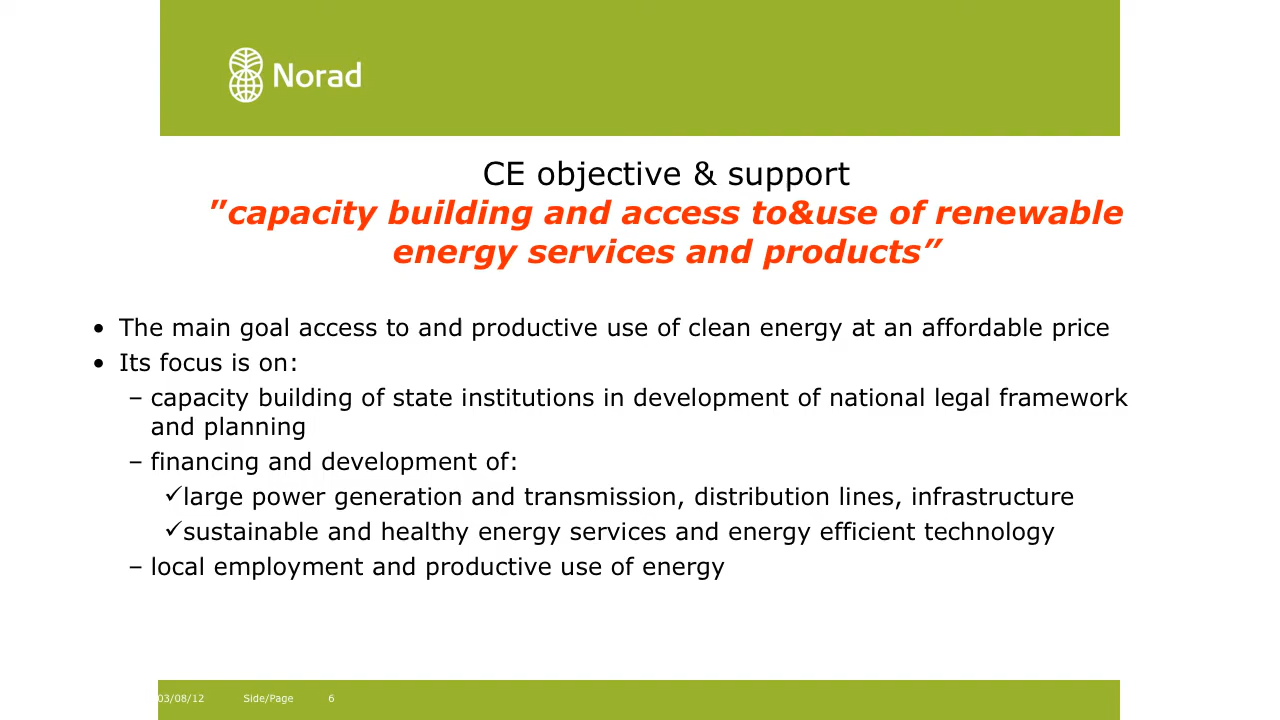 Norad
CE objective & support
”capacity building and access to&use of renewable
energy services and products”
• The main goal access to and productive use of clean energy at an affordable price
• Its focus is on:
– capacity building of state institutions in development of national legal framework
and planning
– financing and development of:
✓large power generation and transmission, distribution lines, infrastructure
✓sustainable and healthy energy services and energy efficient technology
– local employment and productive use of energy
03/08/12 Side/Page 6